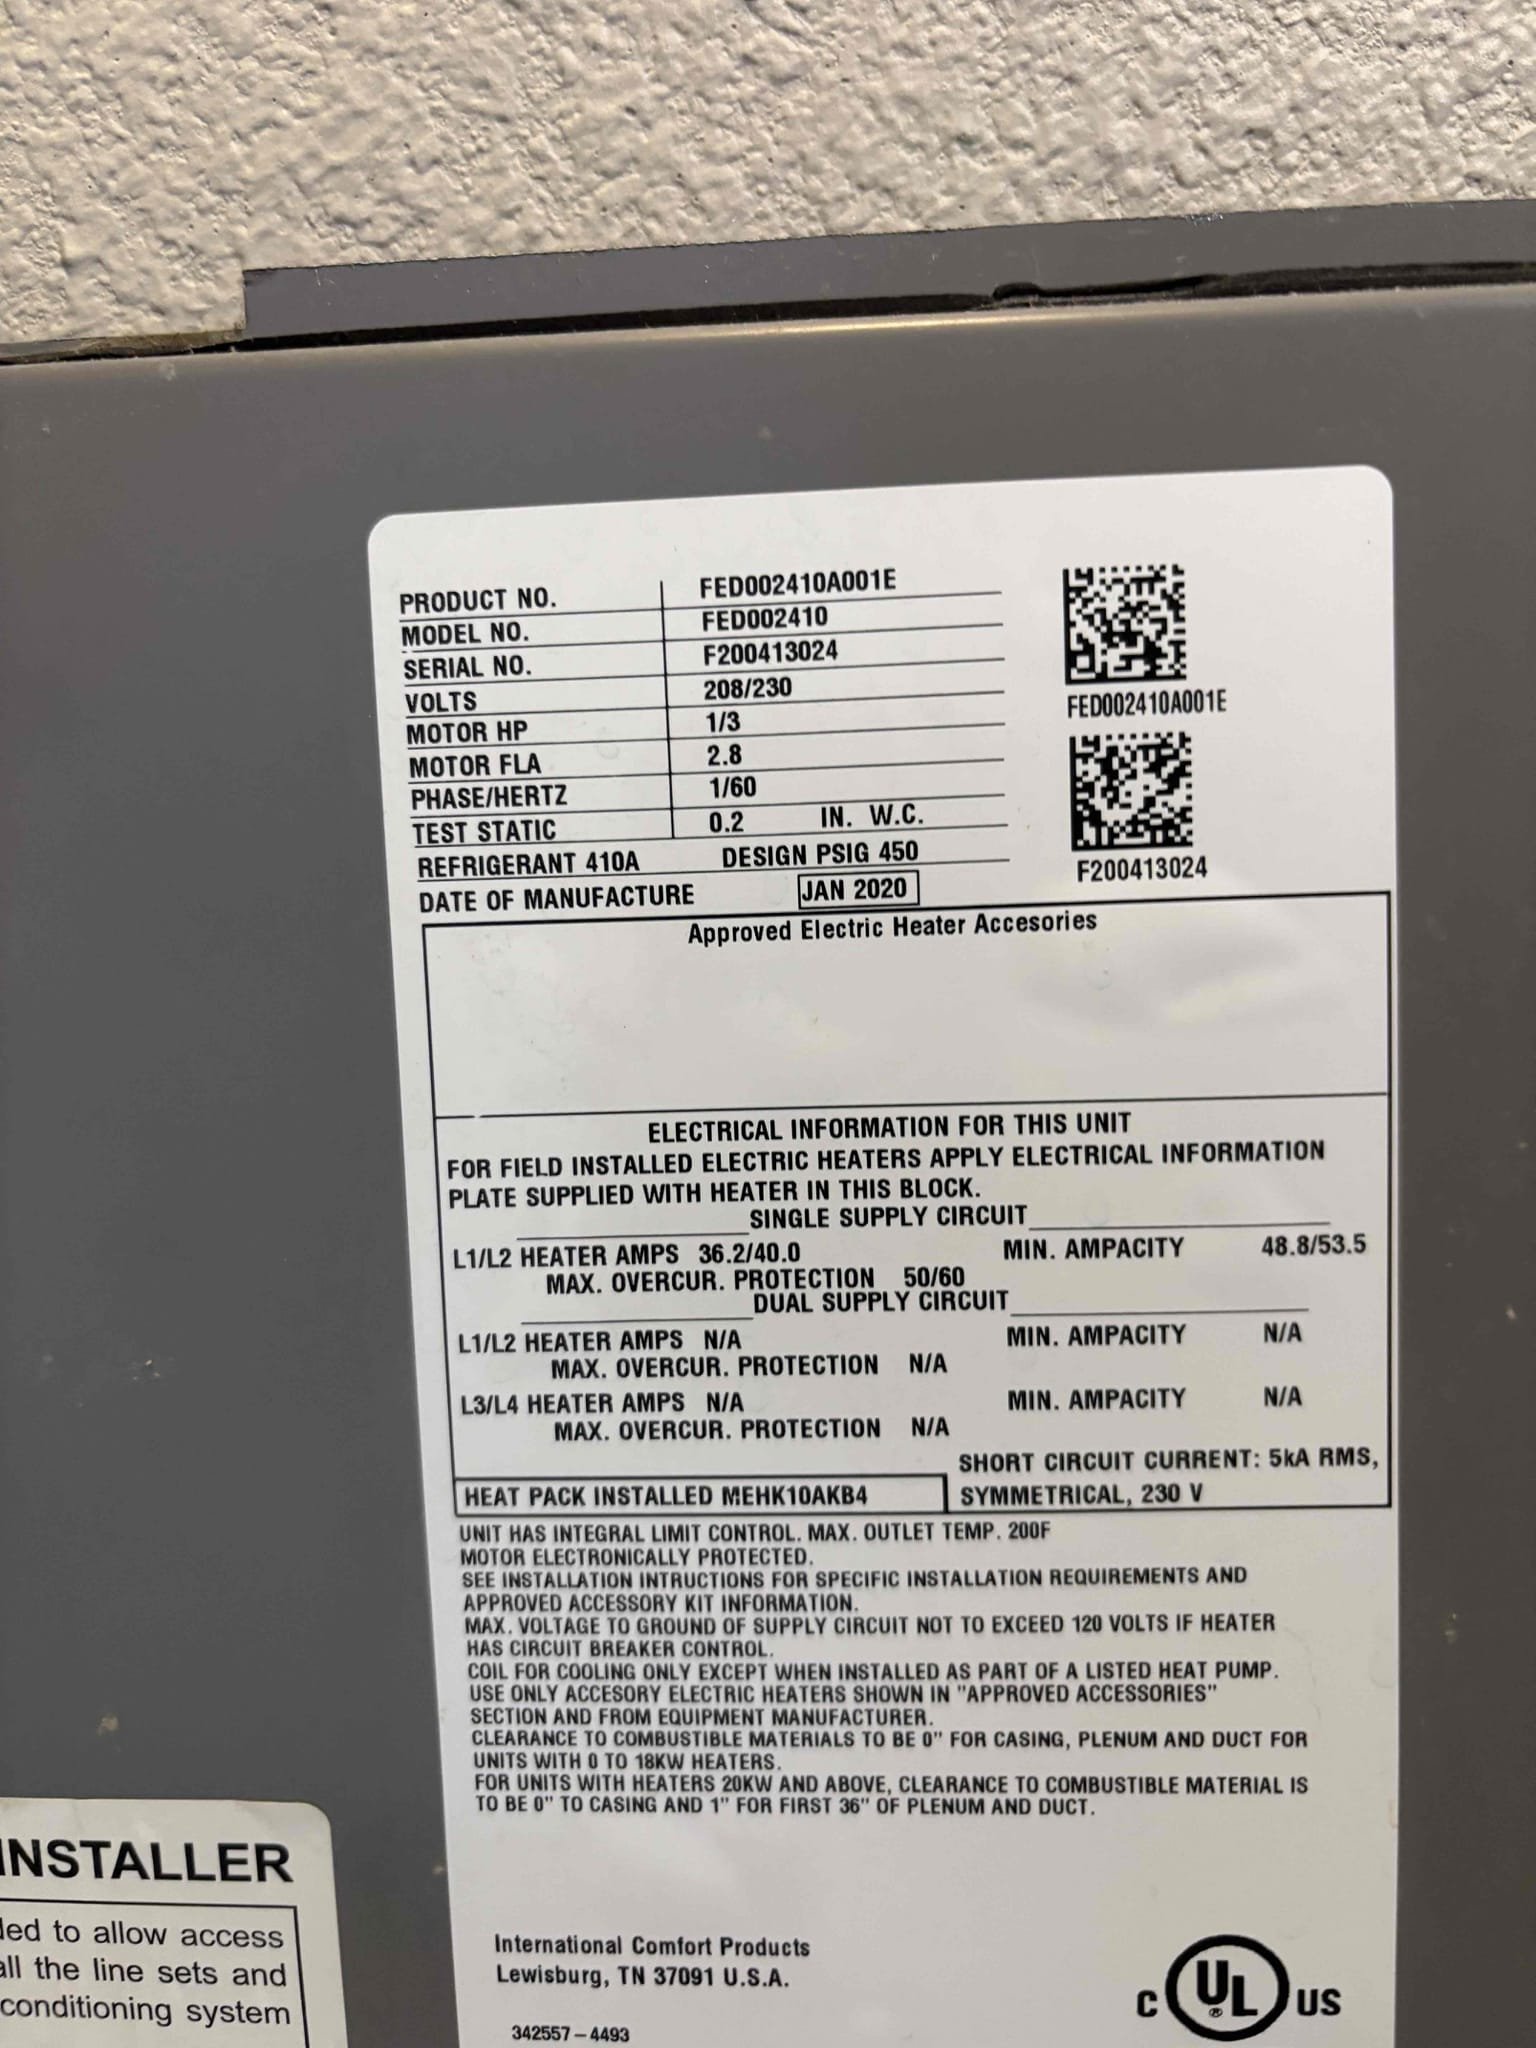 PRODUCT NO. FED002410A001E
MODEL NO. FED002410
SERIAL NO. F200413024
VOLTS 208/230
MOTOR HP 1/3
MOTOR FLA 2.8
PHASE/HERTZ 1/60
TEST STATIC 0.2 IN. W.C.
REFRIGERANT 410A DESIGN PSIG 450
DATE OF MANUFACTURE JAN 2020
FED002410A001E
F200413024
Approved Electric Heater Accesories
ELECTRICAL INFORMATION FOR THIS UNIT
FOR FIELD INSTALLED ELECTRIC HEATERS APPLY ELECTRICAL INFORMATION
PLATE SUPPLIED WITH HEATER IN THIS BLOCK.
SINGLE SUPPLY CIRCUIT
L1/L2 HEATER AMPS 36.2/40.0 MIN. AMPACITY 48.8/53.5
MAX. OVERCUR. PROTECTION 50/60
DUAL SUPPLY CIRCUIT
L1/L2 HEATER AMPS N/A MIN. AMPACITY N/A
MAX. OVERCUR. PROTECTION N/A
L3/L4 HEATER AMPS N/A MIN. AMPACITY N/A
MAX. OVERCUR. PROTECTION N/A
SHORT CIRCUIT CURRENT: 5kA RMS,
HEAT PACK INSTALLED MEHK10AKB4 SYMMETRICAL, 230 V
UNIT HAS INTEGRAL LIMIT CONTROL. MAX. OUTLET TEMP. 200F
MOTOR ELECTRONICALLY PROTECTED.
SEE INSTALLATION INTRUCTIONS FOR SPECIFIC INSTALLATION REQUIREMENTS AND
APPROVED ACCESSORY KIT INFORMATION.
MAX. VOLTAGE TO GROUND OF SUPPLY CIRCUIT NOT TO EXCEED 120 VOLTS IF HEATER
HAS CIRCUIT BREAKER CONTROL.
COIL FOR COOLING ONLY EXCEPT WHEN INSTALLED AS PART OF A LISTED HEAT PUMP.
USE ONLY ACCESORY ELECTRIC HEATERS SHOWN IN "APPROVED ACCESSORIES"
SECTION AND FROM EQUIPMENT MANUFACTURER.
CLEARANCE TO COMBUSTIBLE MATERIALS TO BE 0" FOR CASING, PLENUM AND DUCT FOR
UNITS WITH 0 TO 18KW HEATERS.
FOR UNITS WITH HEATERS 20KW AND ABOVE, CLEARANCE TO COMBUSTIBLE MATERIAL IS
TO BE 0" TO CASING AND 1" FOR FIRST 36" OF PLENUM AND DUCT.
International Comfort Products
Lewisburg, TN 37091 U.S.A.
342557-4493
C UL ® US
INSTALLER
to allow access
the line sets and
conditioning system